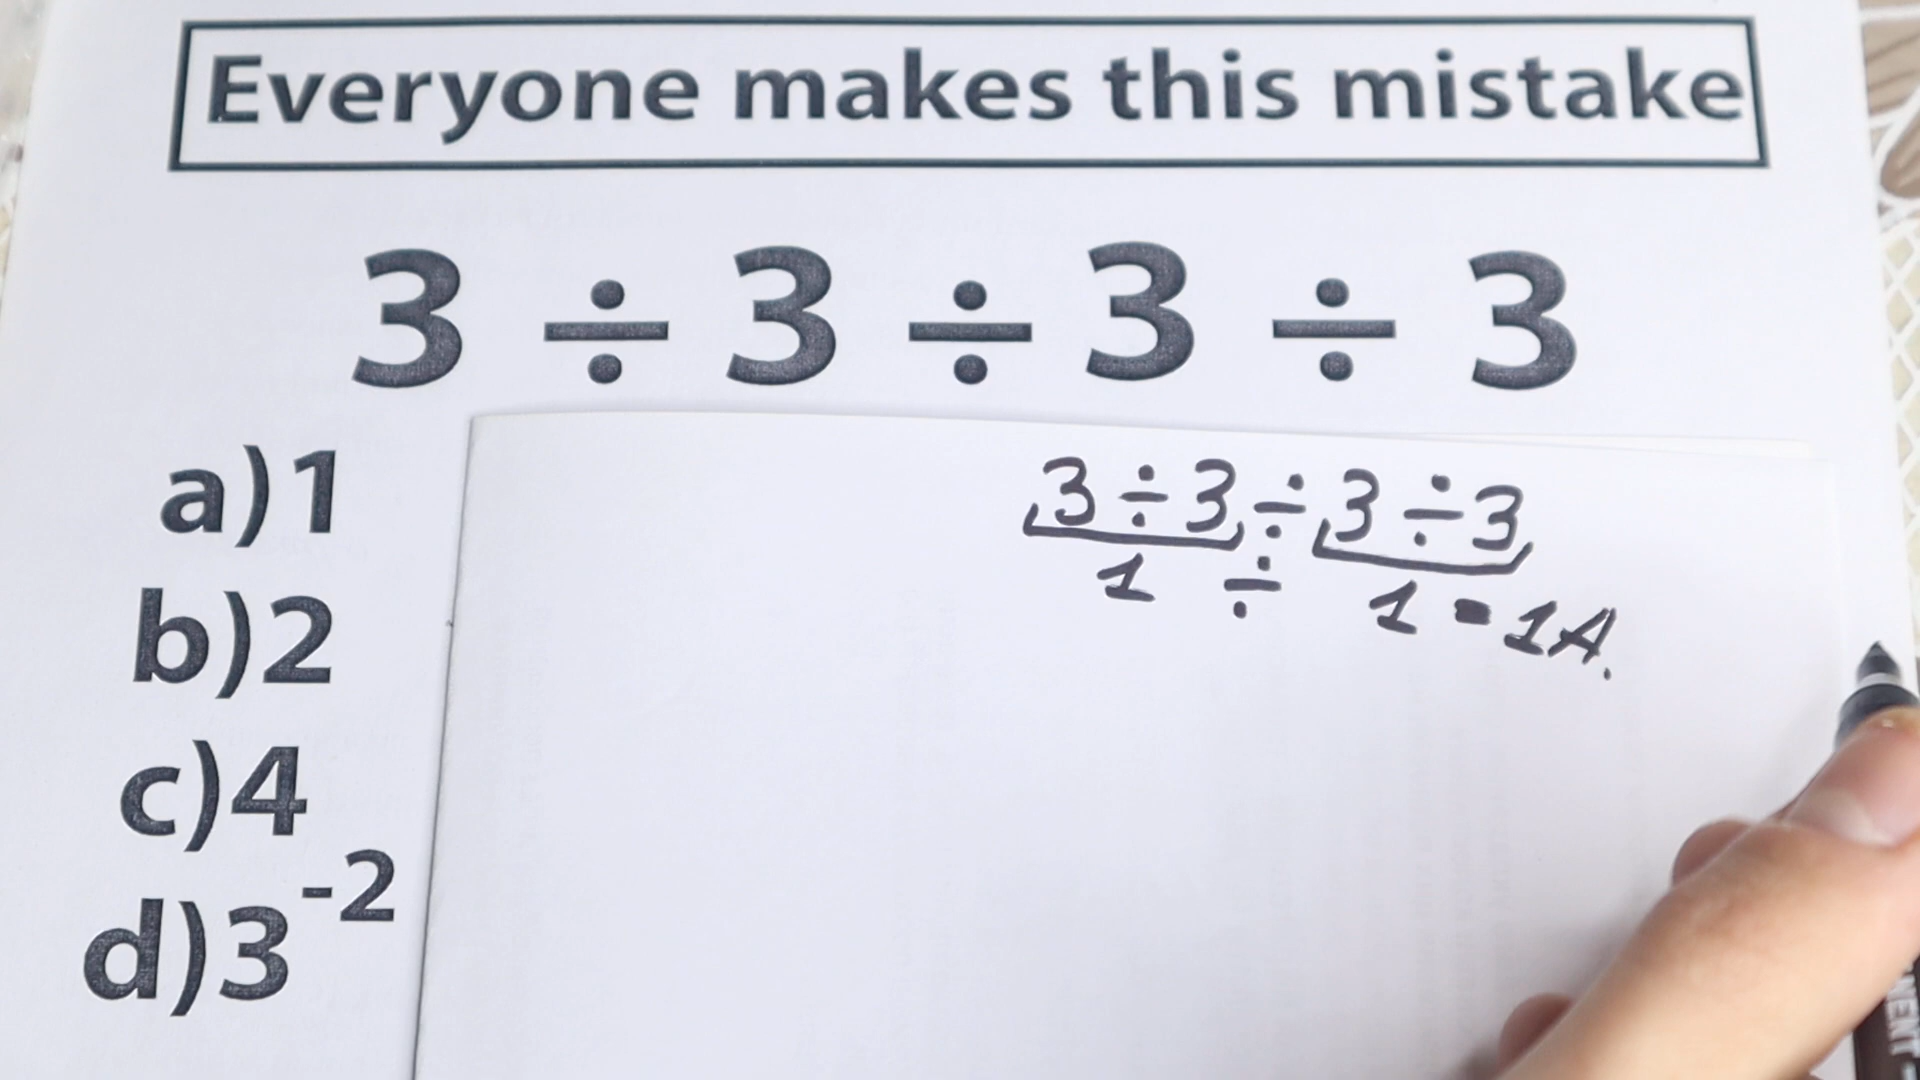 Everyone makes this mistake
3 ÷ 3 ÷ 3 ÷ 3
a)1
b)2
c)4
d)3⁻²
3÷3÷3÷3
1 ÷ 1 = 1A.